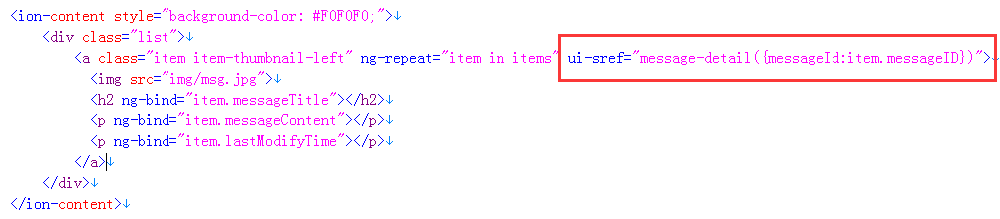 <ion-content style="background-color: #F0F0F0;">↓
<div class="list">↓
<a class="item item-thumbnail-left" ng-repeat="item in items" ui-sref="message-detail({messageId:item.messageID})">↓
<img src="img/msg.jpg">↓
<h2 ng-bind="item.messageTitle"></h2>↓
<p ng-bind="item.messageContent"></p>↓
<p ng-bind="item.lastModifyTime"></p>↓
</a>↓
</div>↓
</ion-content>↓